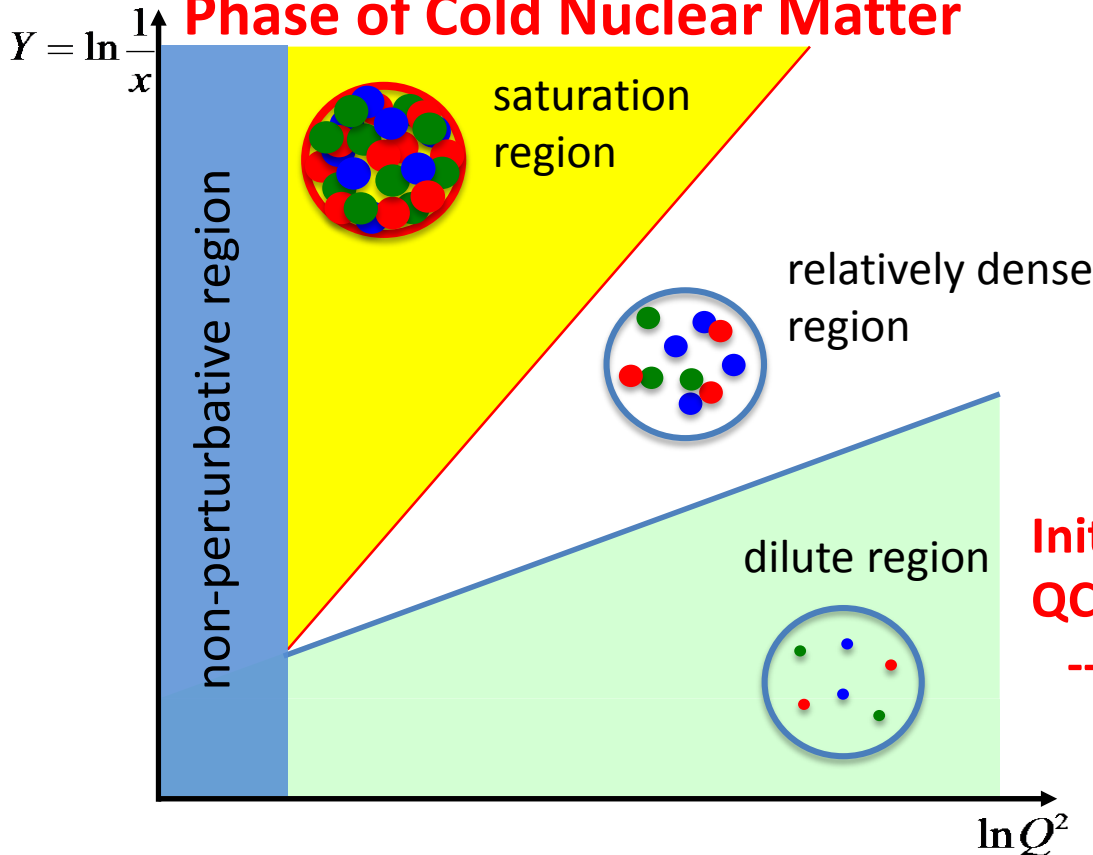 Phase of Cold Nuclear Matter
Y = ln 1/x
saturation
region
non-perturbative region
relatively dense
region
dilute region
Init
QC
--
ln Q²